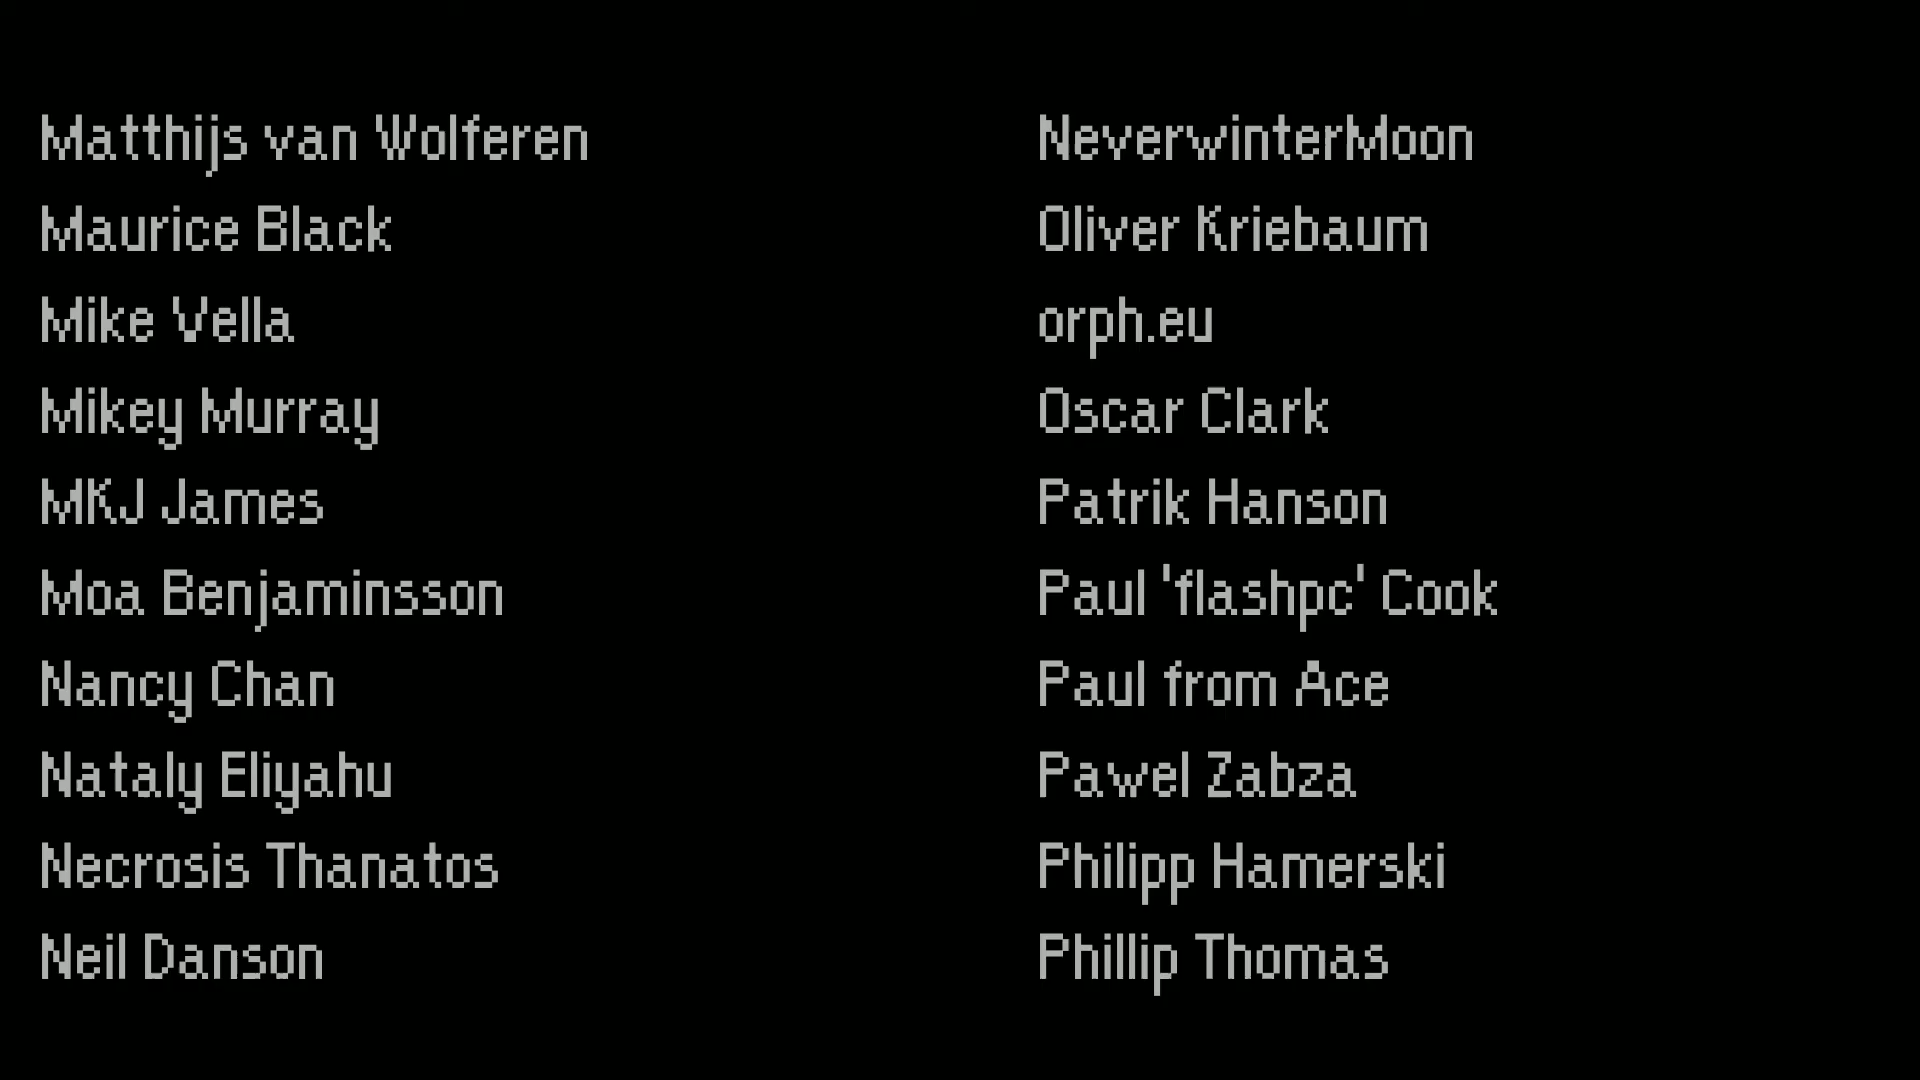 Matthijs van Wolferen
Maurice Black
Mike Vella
Mikey Murray
MKJ James
Moa Benjaminsson
Nancy Chan
Nataly Eliyahu
Necrosis Thanatos
Neil Danson
NeverwinterMoon
Oliver Kriebaum
orph.eu
Oscar Clark
Patrik Hanson
Paul 'flashpc' Cook
Paul from Ace
Pawel Zabza
Philipp Hamerski
Phillip Thomas